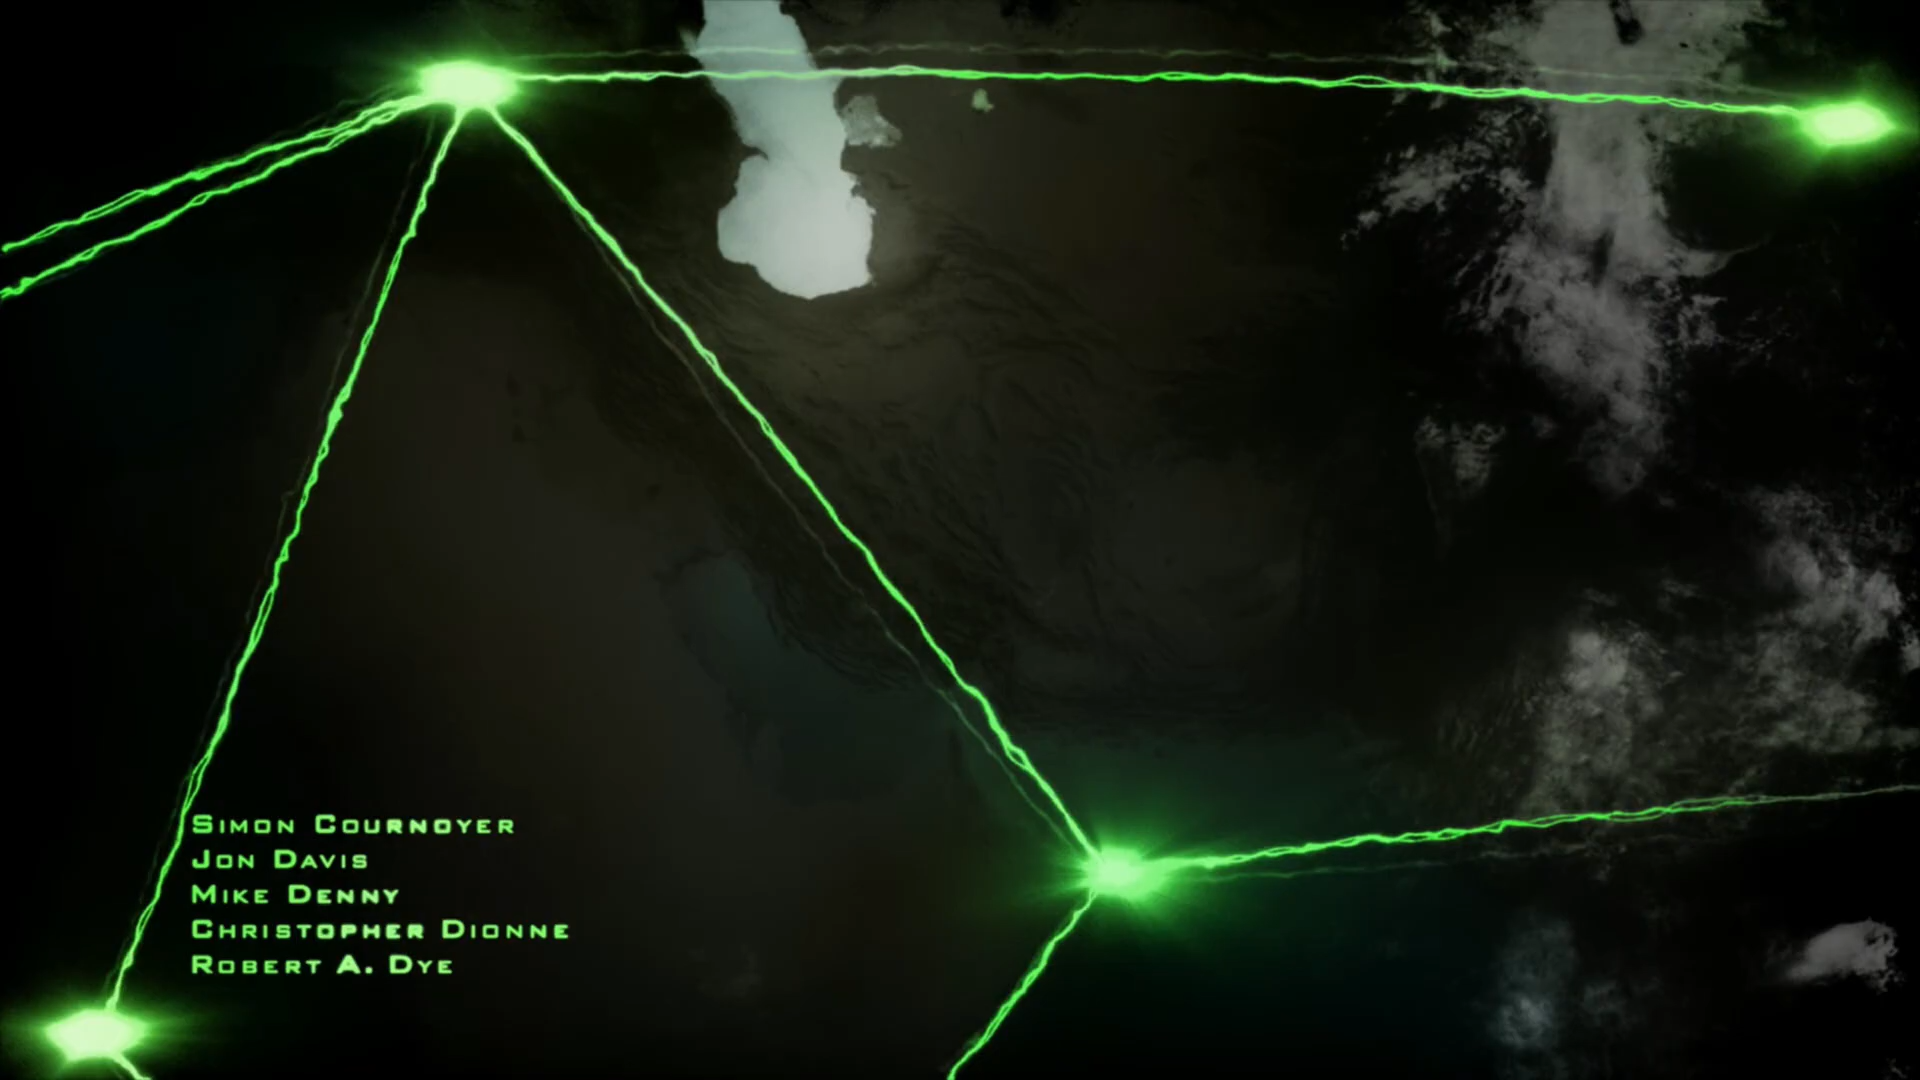 Simon Cournoyer
Jon Davis
Mike Denny
Christopher Dionne
Robert A. Dye